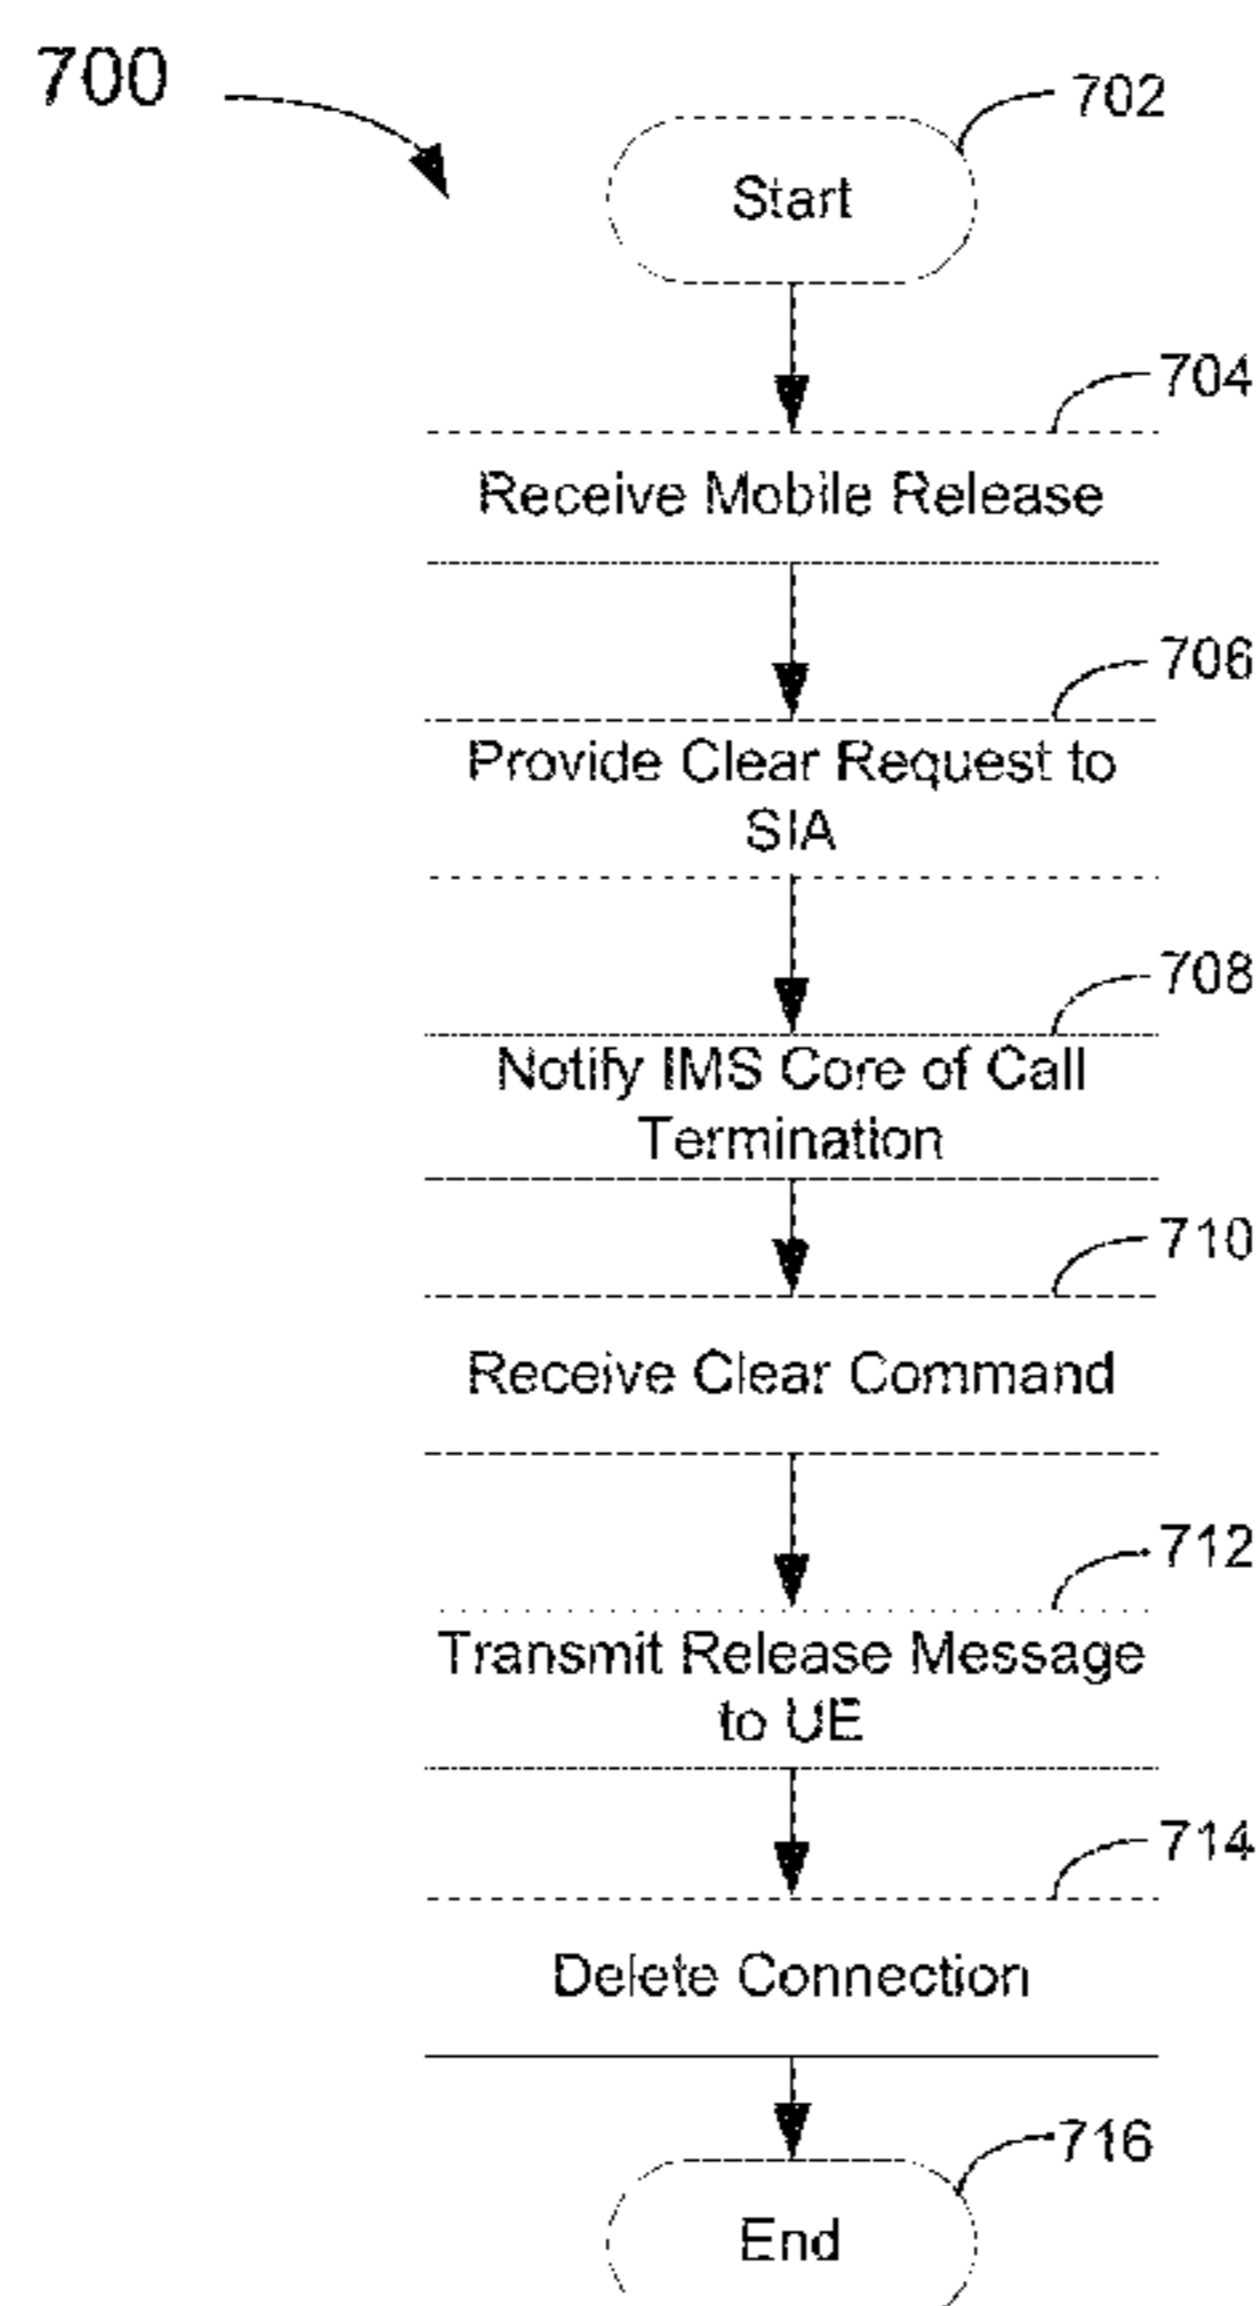 700
702
Start
704
Receive Mobile Release
706
Provide Clear Request to
SIA
708
Notify IMS Core of Call
Termination
710
Receive Clear Command
712
Transmit Release Message
to UE
714
Delete Connection
716
End